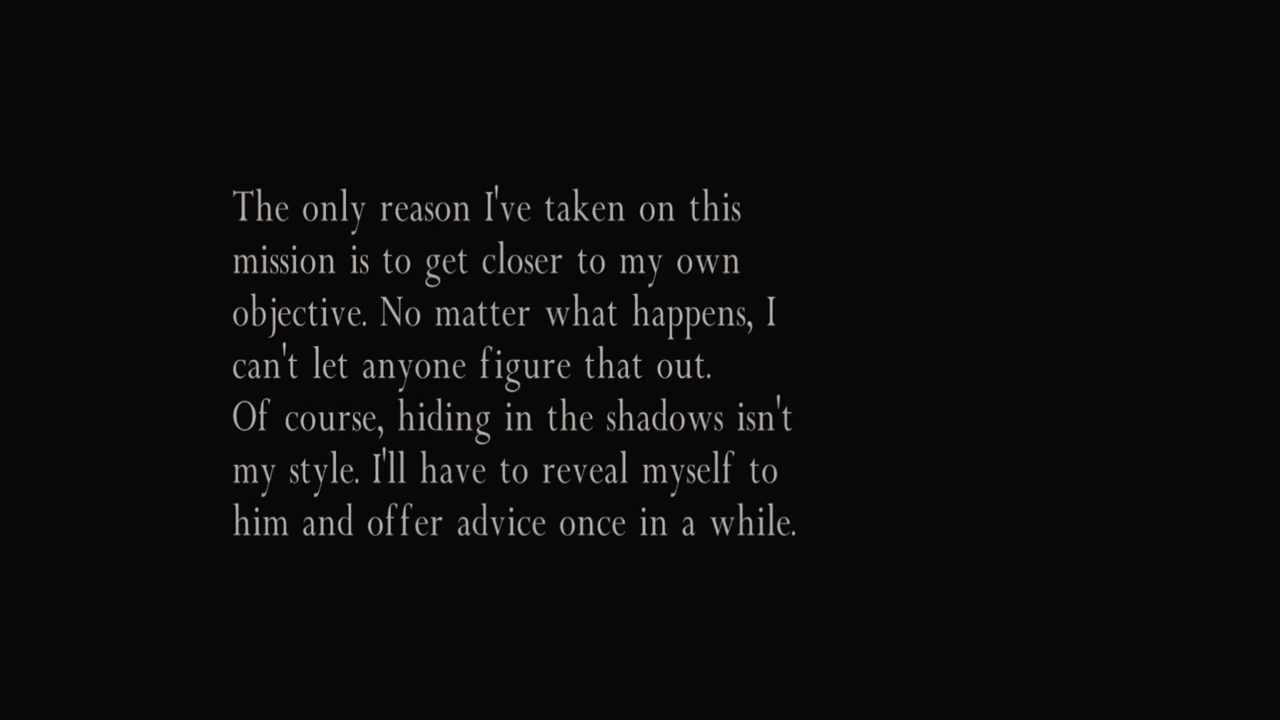 The only reason I've taken on this
mission is to get closer to my own
objective. No matter what happens, I
can't let anyone figure that out.
Of course, hiding in the shadows isn't
my style. I'll have to reveal myself to
him and offer advice once in a while.